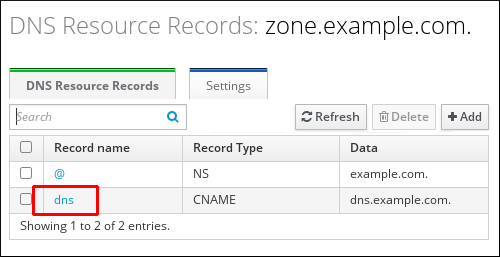 DNS Resource Records: zone.example.com.
DNS Resource Records Settings
Search Refresh Delete Add
Record name Record Type Data
@ NS example.com.
dns CNAME dns.example.com.
Showing 1 to 2 of 2 entries.